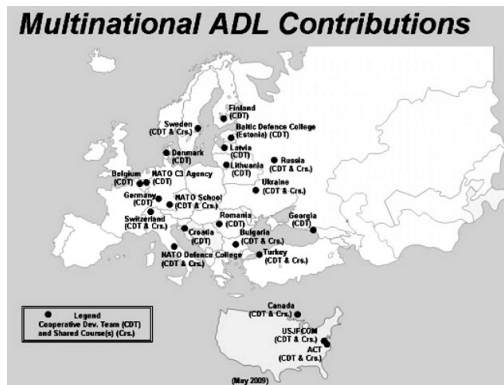 Multinational ADL Contributions
Finland
(CDT)
Sweden
(CDT & Crs.)
Baltic Defence College
(Estonia) (CDT)
Denmark
(CDT)
Latvia
(CDT)
Lithuania
(CDT)
Russia
(CDT & Crs.)
Belgium
(CDT)
NATO C3 Agency
(CDT)
Ukraine
(CDT & Crs.)
Germany
(CDT)
NATO School
(CDT & Crs.)
Switzerland
(CDT & Crs.)
Romania
(CDT)
Georgia
(CDT)
Croatia
(CDT)
Bulgaria
(CDT & Crs.)
NATO Defence College
(CDT & Crs.)
Turkey
(CDT & Crs.)
Legend
Cooperative Dev. Team (CDT)
and Shared Course(s) (Crs.)
Canada
(CDT & Crs.)
USJFCOM
(CDT & Crs.)
ACT
(CDT & Crs.)
(May 2009)